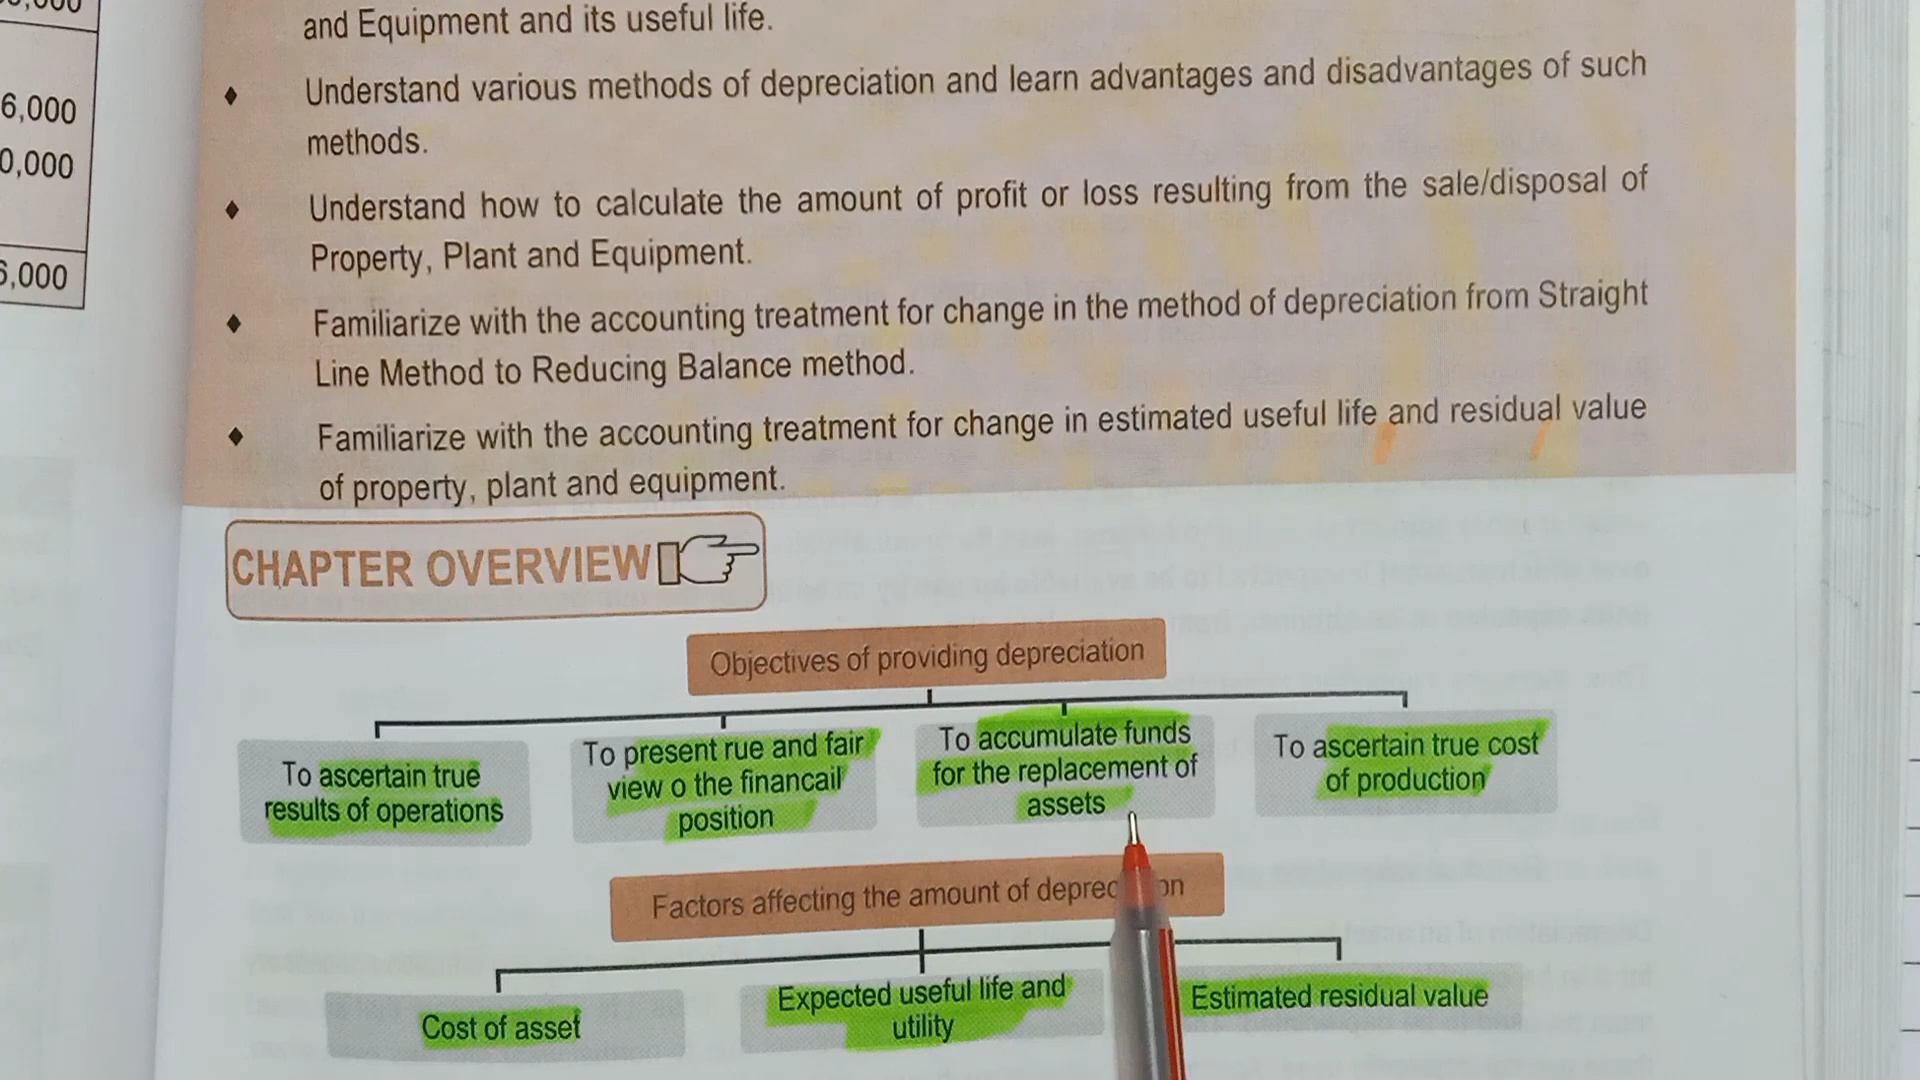 and Equipment and its useful life.
6,000
♦ Understand various methods of depreciation and learn advantages and disadvantages of such
methods.
0,000
♦ Understand how to calculate the amount of profit or loss resulting from the sale/disposal of
Property, Plant and Equipment.
♦ Familiarize with the accounting treatment for change in the method of depreciation from Straight
Line Method to Reducing Balance method.
♦ Familiarize with the accounting treatment for change in estimated useful life and residual value
of property, plant and equipment.
CHAPTER OVERVIEW
Objectives of providing depreciation
To ascertain true
results of operations
To present rue and fair
view o the financail
position
To accumulate funds
for the replacement of
assets
To ascertain true cost
of production
Factors affecting the amount of
Cost of asset
Expected useful life and
utility
Estimated residual value